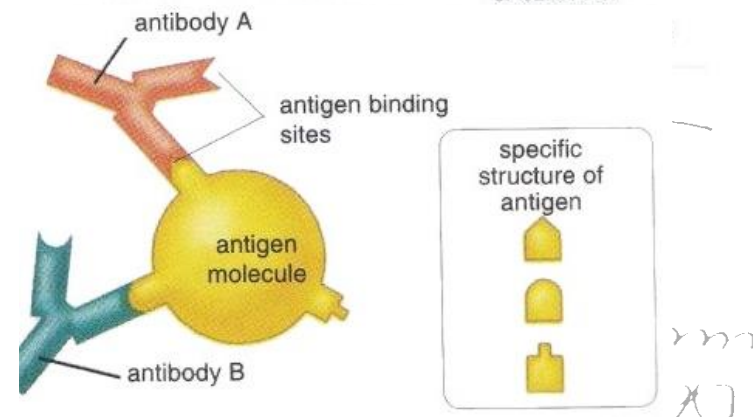 antibody A
antigen binding
sites
specific
structure of
antigen
antigen
molecule
antibody B